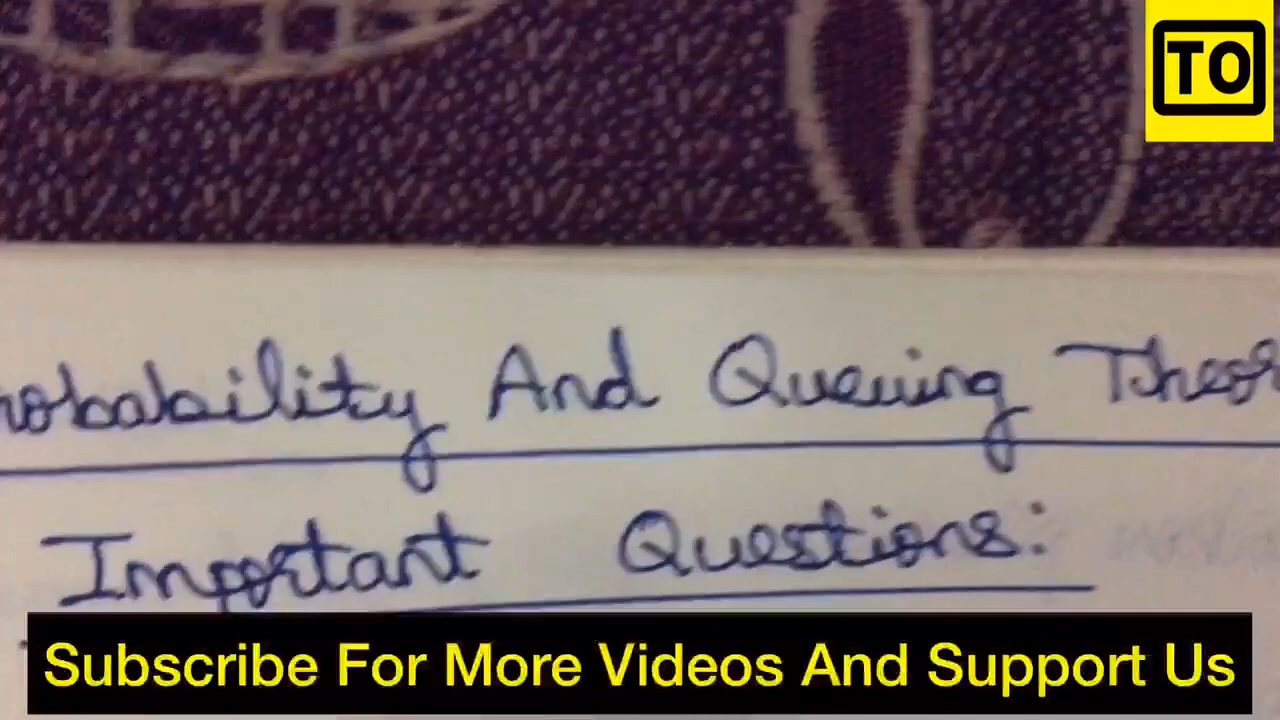 TO
robability And Queuing Theor
Important Questions:
Subscribe For More Videos And Support Us